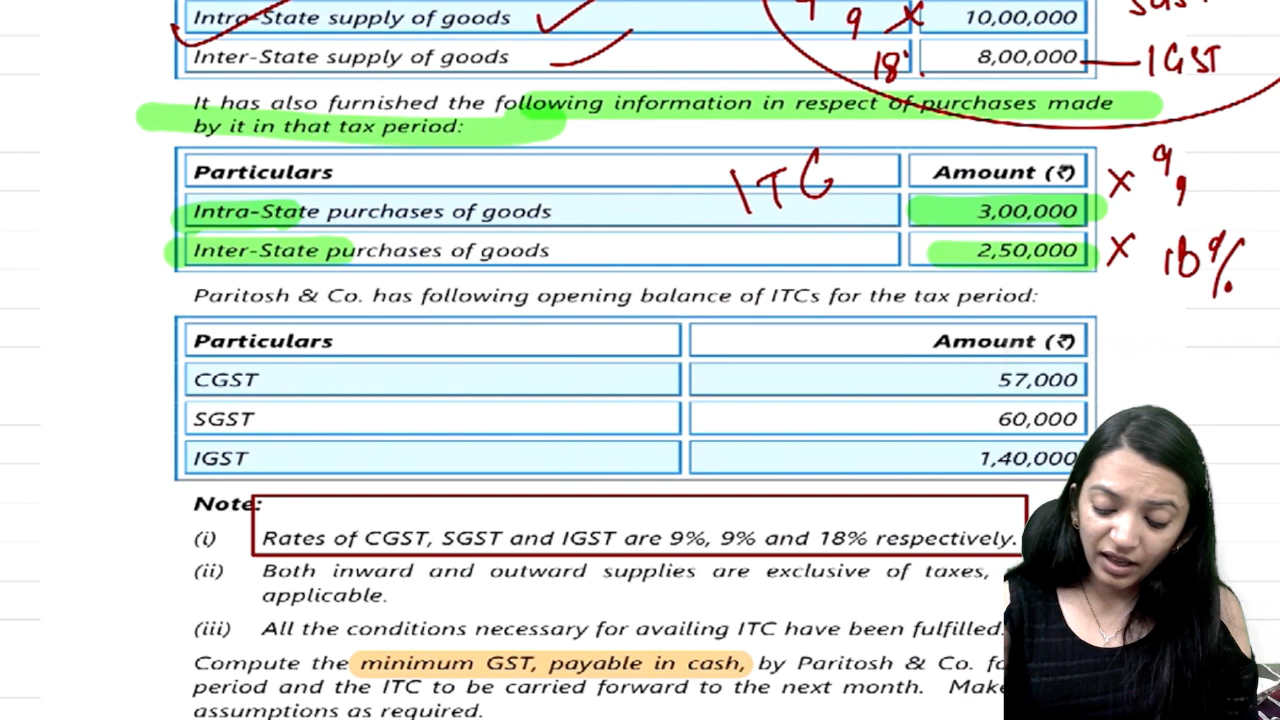 Intra-State supply of goods 9 9 x 10,00,000 SGST
Inter-State supply of goods 18% 8,00,000 — IGST
It has also furnished the following information in respect of purchases made
by it in that tax period:
Particulars ITC Amount (₹) x 9,
Intra-State purchases of goods 3,00,000 9
Inter-State purchases of goods 2,50,000 x 18%
Paritosh & Co. has following opening balance of ITCs for the tax period:
Particulars Amount (₹)
CGST 57,000
SGST 60,000
IGST 1,40,000
Note:
(i) Rates of CGST, SGST and IGST are 9%, 9% and 18% respectively.
(ii) Both inward and outward supplies are exclusive of taxes,
applicable.
(iii) All the conditions necessary for availing ITC have been fulfilled.
Compute the minimum GST, payable in cash, by Paritosh & Co.
period and the ITC to be carried forward to the next month. Make
assumptions as required.